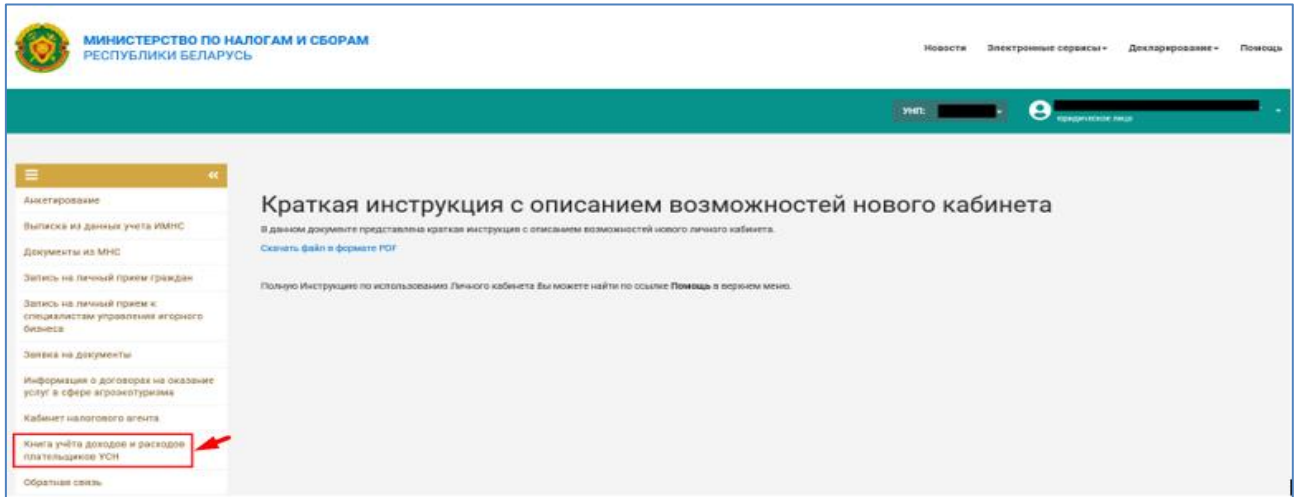 МИНИСТЕРСТВО ПО НАЛОГАМ И СБОРАМ
РЕСПУБЛИКИ БЕЛАРУСЬ
Новости Электронные сервисы Декларирование Помощь
УНП:
юридическое лицо
Анкетирование
Выписка из данных учета ИМНС
Документы из МНС
Запись на личный прием граждан
Запись на личный прием к
специалистам управления игорного
бизнеса
Заявка на документы
Информация о договорах на оказание
услуг в сфере агроэкотуризма
Кабинет налогового агента
Книга учёта доходов и расходов
плательщиков УСН
Обратная связь
Краткая инструкция с описанием возможностей нового кабинета
В данном документе представлена краткая инструкция с описанием возможностей нового личного кабинета.
Скачать файл в формате PDF
Полную Инструкцию по использованию Личного кабинета Вы можете найти по ссылке Помощь в верхнем меню.